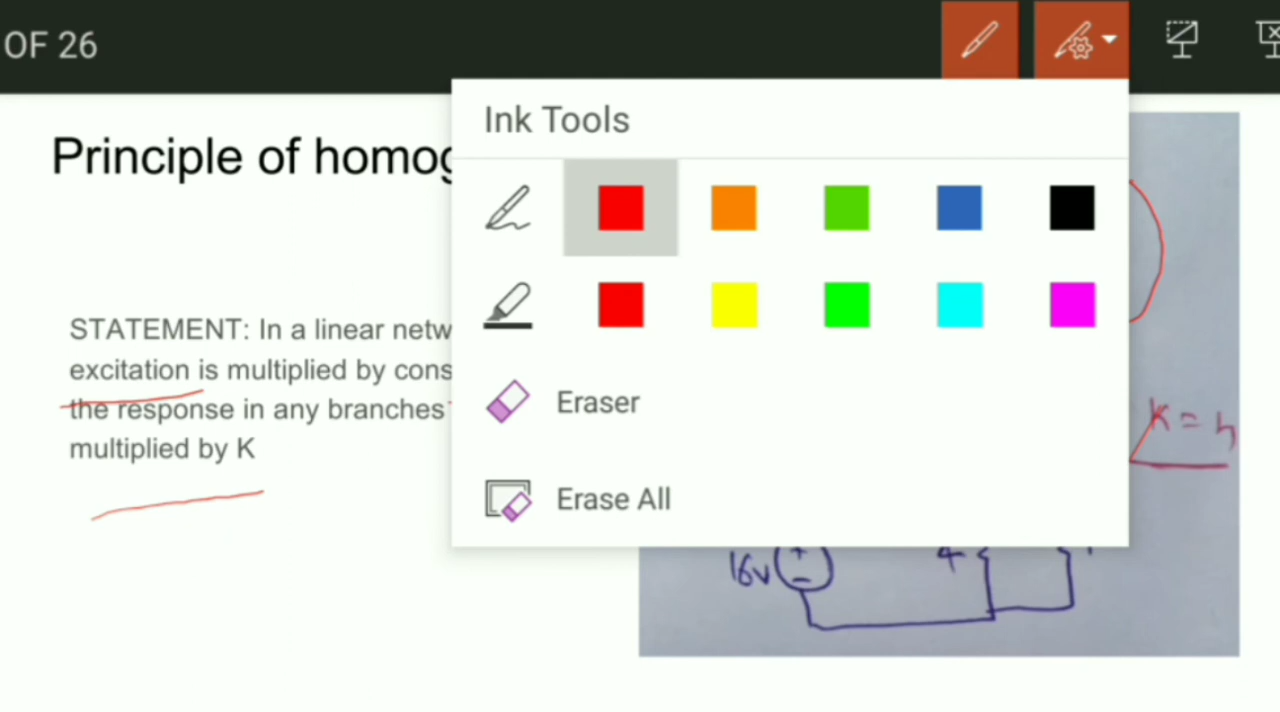 OF 26
Ink Tools
Principle of homog
STATEMENT: In a linear netw
excitation is multiplied by cons
the response in any branches
multiplied by K
Eraser
Erase All
K = 4
16v
4